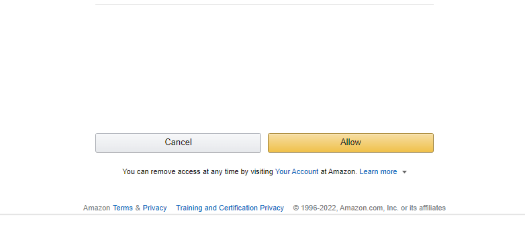 Cancel Allow
You can remove access at any time by visiting Your Account at Amazon. Learn more
Amazon Terms & Privacy Training and Certification Privacy © 1996-2022, Amazon.com, Inc. or its affiliates